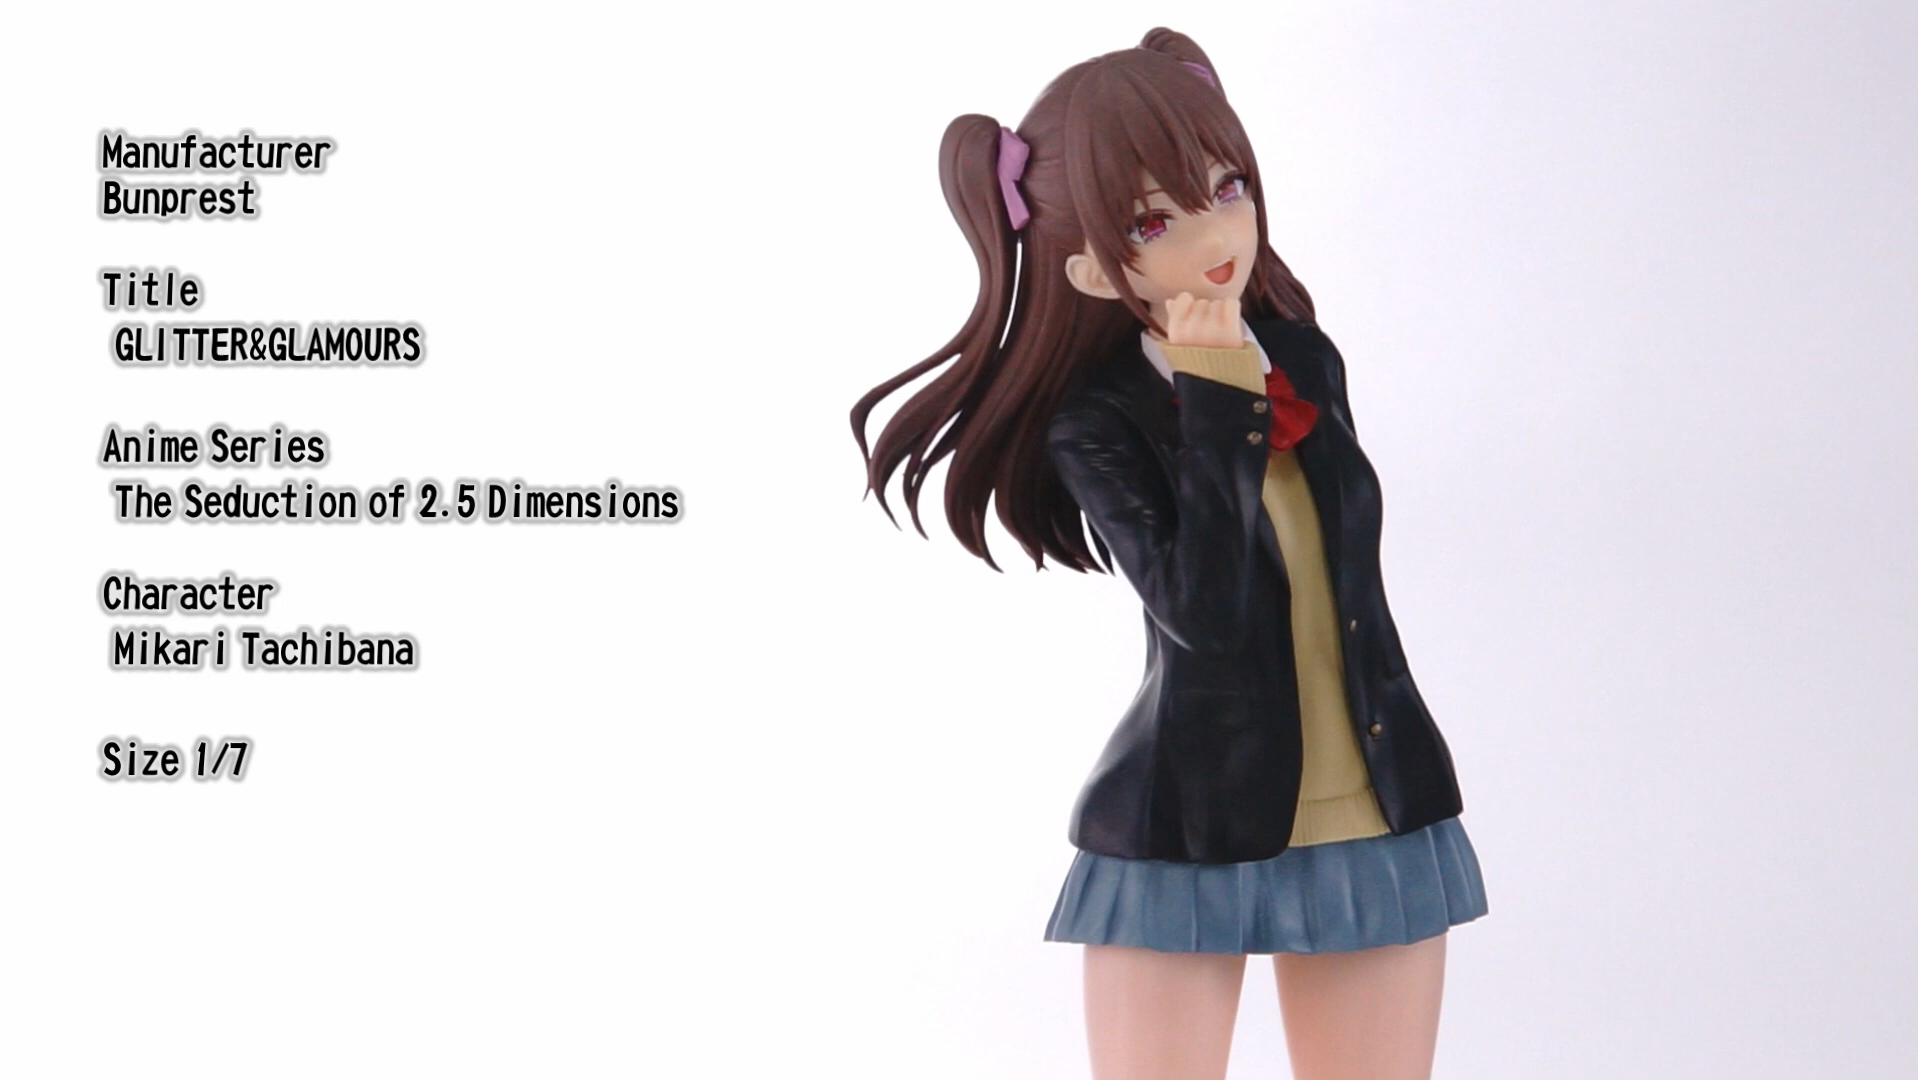 Manufacturer
Bunprest
Title
GLITTER&GLAMOURS
Anime Series
The Seduction of 2.5 Dimensions
Character
Mikari Tachibana
Size 1/7